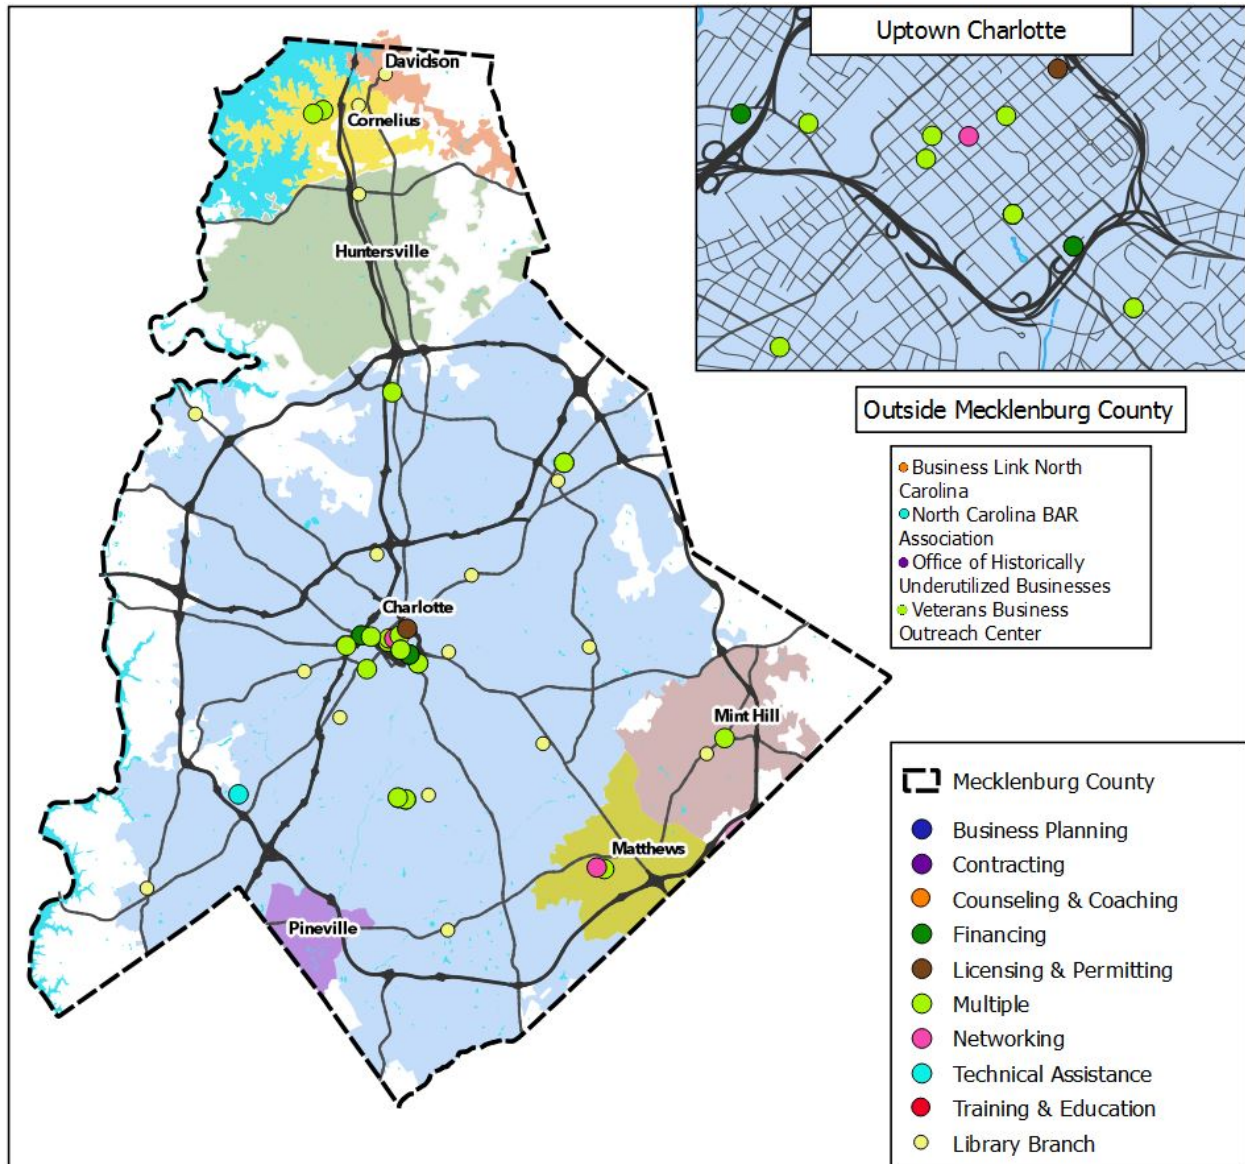 Uptown Charlotte
Davidson
Cornelius
Huntersville
Charlotte
Mint Hill
Matthews
Pineville
Outside Mecklenburg County
Business Link North
Carolina
North Carolina BAR
Association
Office of Historically
Underutilized Businesses
Veterans Business
Outreach Center
Mecklenburg County
Business Planning
Contracting
Counseling & Coaching
Financing
Licensing & Permitting
Multiple
Networking
Technical Assistance
Training & Education
Library Branch